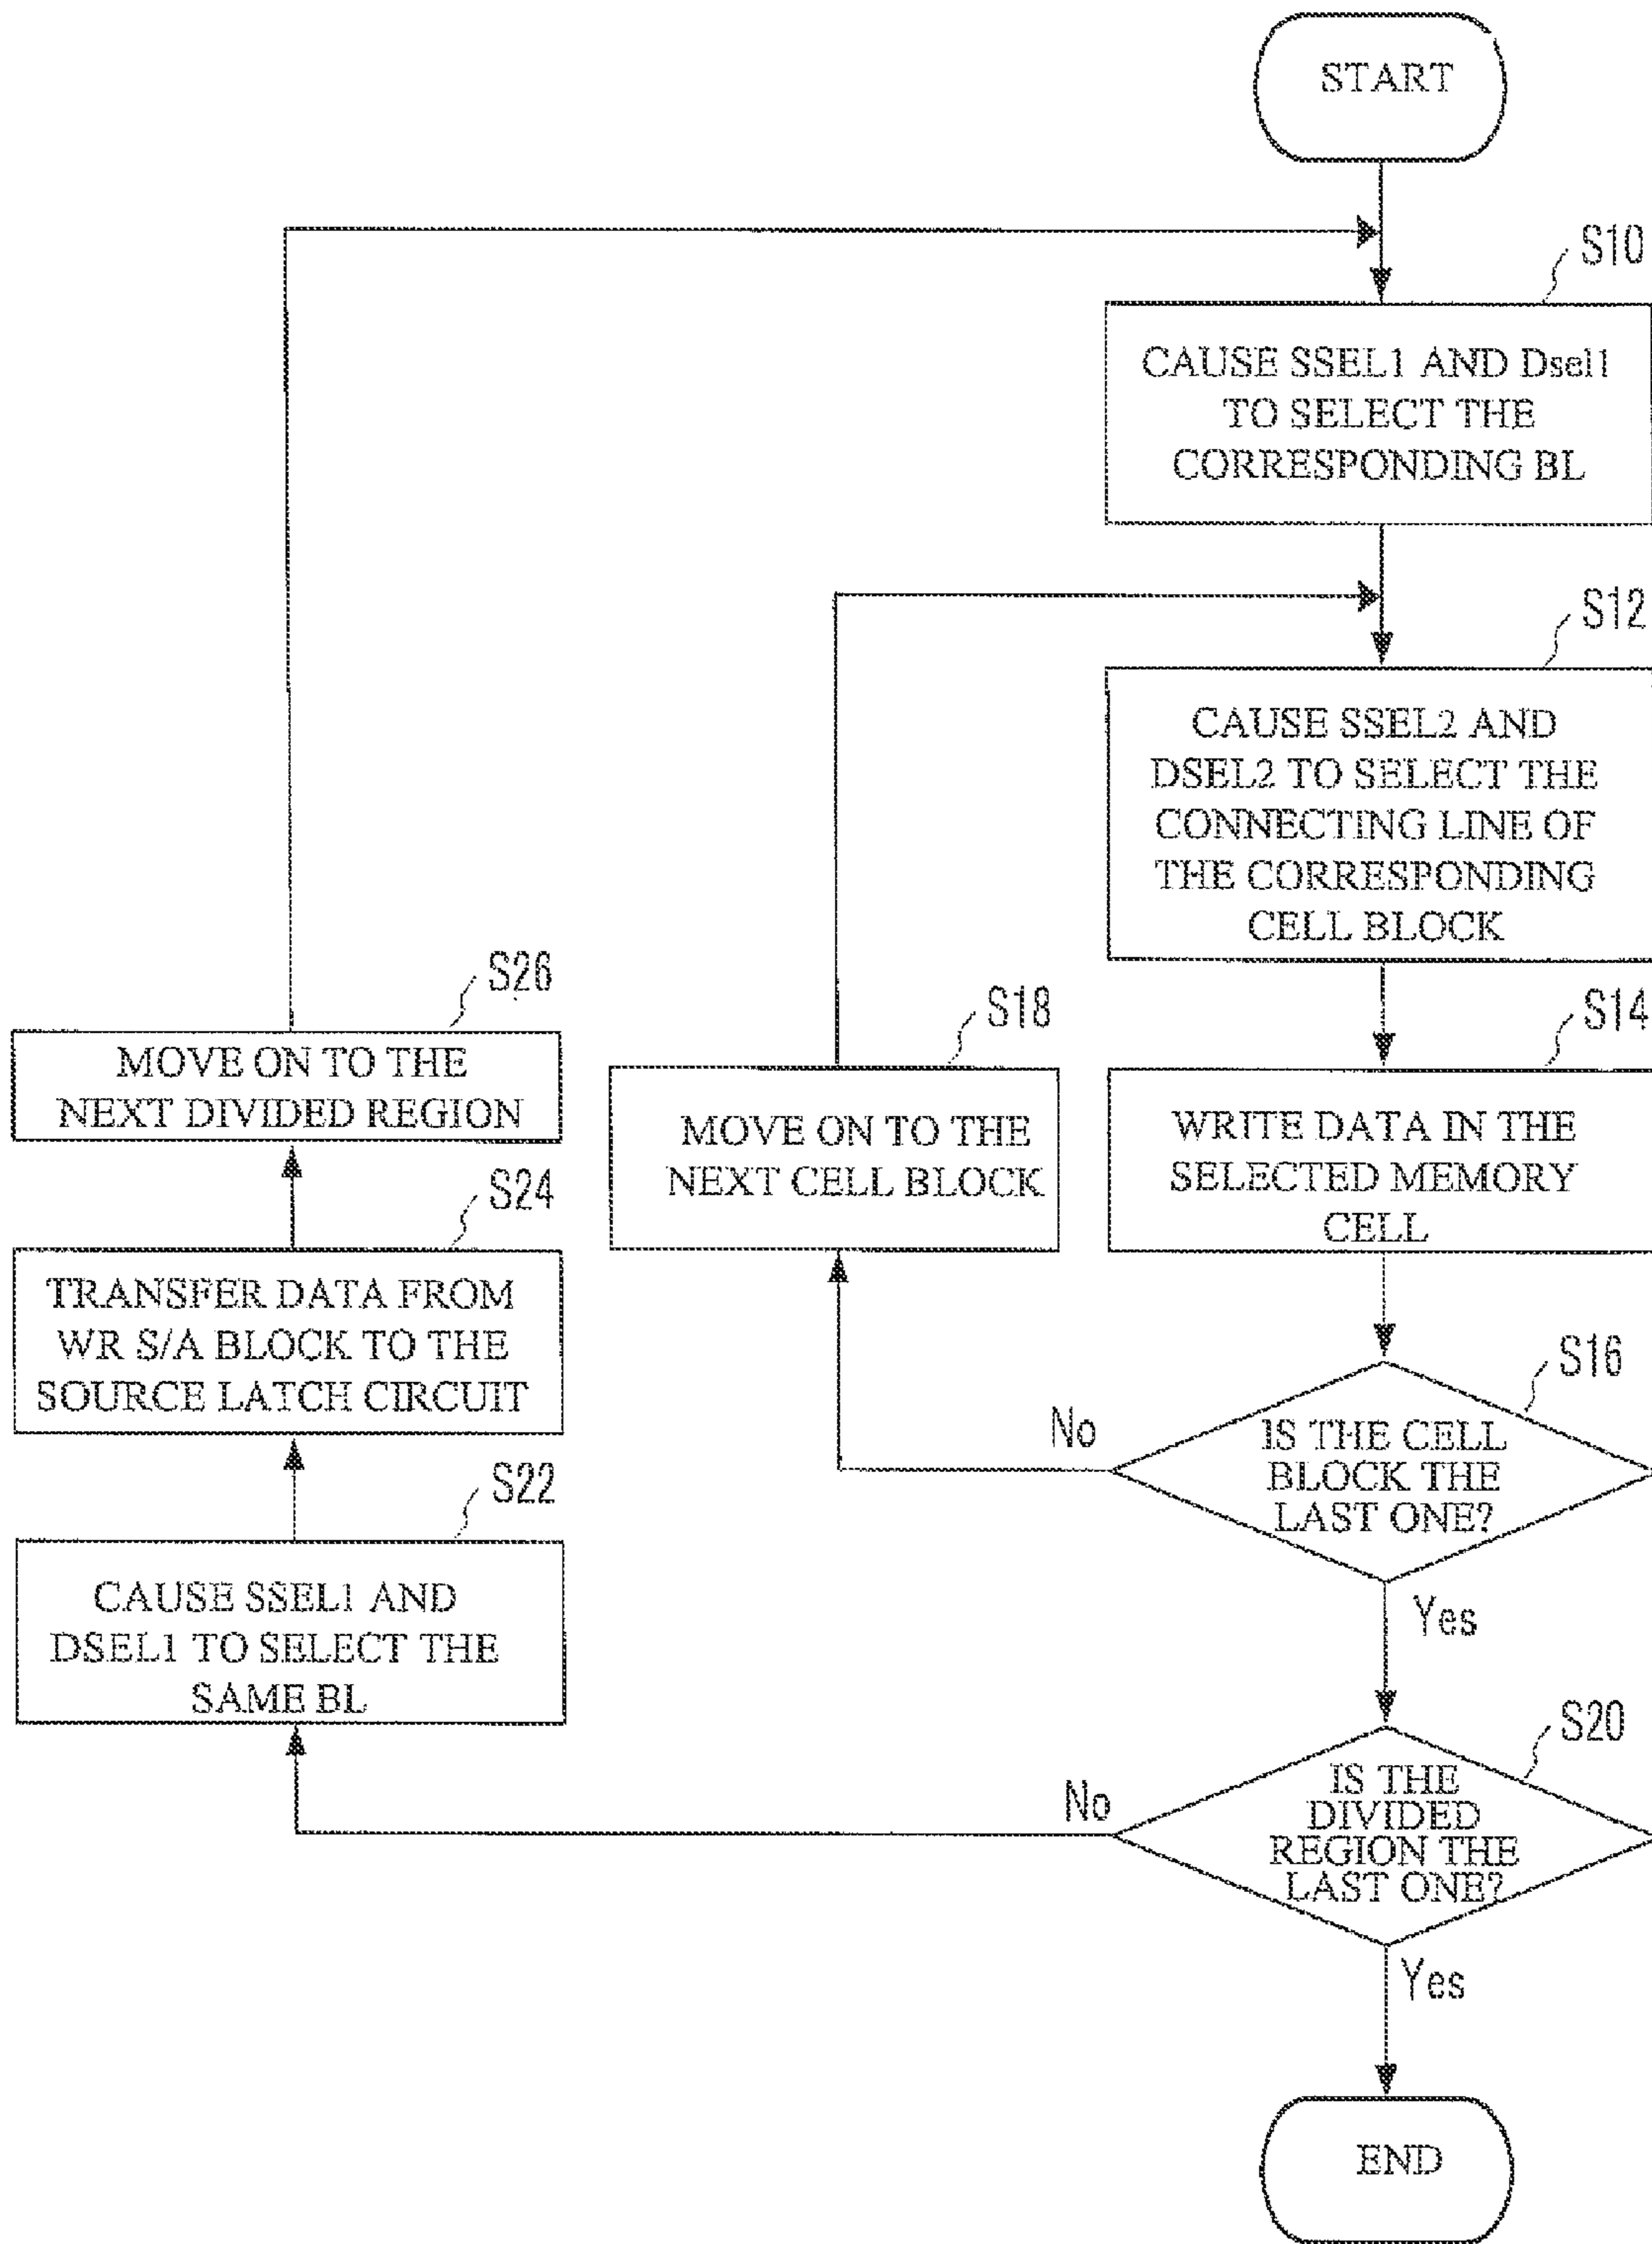 START
S10
CAUSE SSEL1 AND Dsel1
TO SELECT THE
CORRESPONDING BL
S12
CAUSE SSEL2 AND
DSEL2 TO SELECT THE
CONNECTING LINE OF
THE CORRESPONDING
CELL BLOCK
S14
WRITE DATA IN THE
SELECTED MEMORY
CELL
S16
IS THE CELL
BLOCK THE
LAST ONE?
No
Yes
S18
MOVE ON TO THE
NEXT CELL BLOCK
S20
IS THE
DIVIDED
REGION THE
LAST ONE?
No
Yes
S22
CAUSE SSEL1 AND
DSEL1 TO SELECT THE
SAME BL
S24
TRANSFER DATA FROM
WR S/A BLOCK TO THE
SOURCE LATCH CIRCUIT
S26
MOVE ON TO THE
NEXT DIVIDED REGION
END